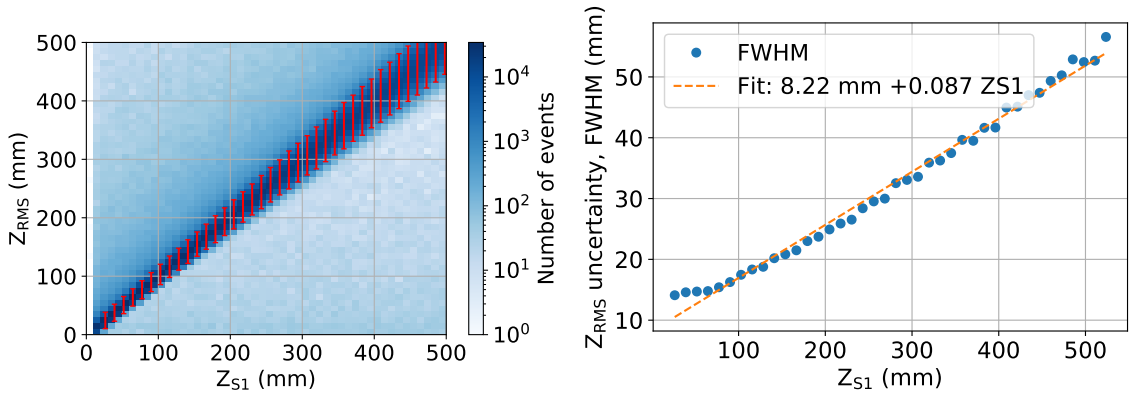 500
400
300
200
100
0
0 100 200 300 400 500
Z_RMS (mm)
Z_S1 (mm)
10^4
10^3
10^2
10^1
10^0
Number of events
Z_RMS uncertainty, FWHM (mm)
50
40
30
20
10
100 200 300 400 500
Z_S1 (mm)
FWHM
Fit: 8.22 mm +0.087 ZS1